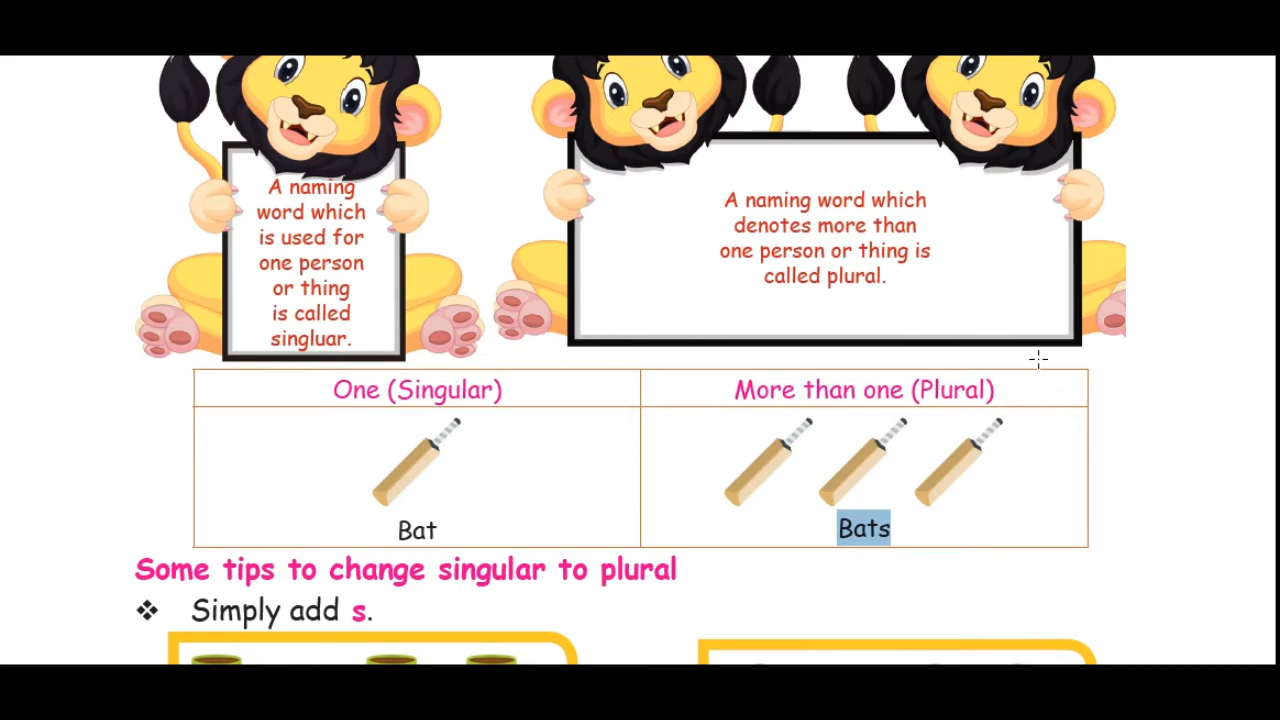 A naming
word which
is used for
one person
or thing
is called
singluar.
A naming word which
denotes more than
one person or thing is
called plural.
One (Singular)
More than one (Plural)
Bat
Bats
Some tips to change singular to plural
❖ Simply add s.